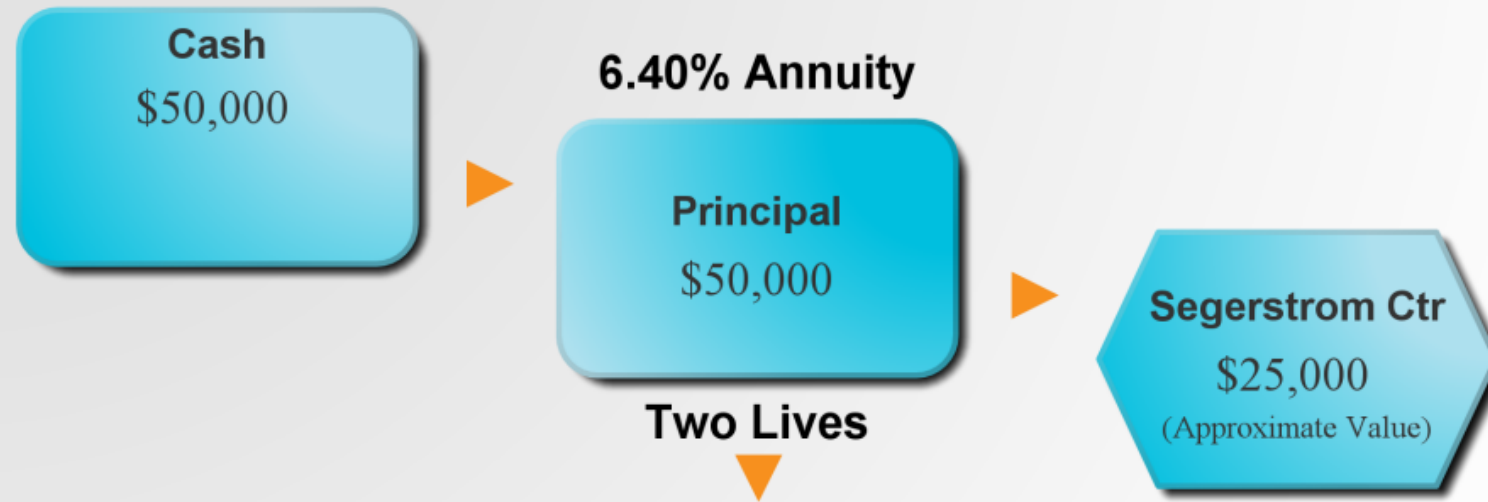 Cash
$50,000
6.40% Annuity
Principal
$50,000
Two Lives
Segerstrom Ctr
$25,000
(Approximate Value)